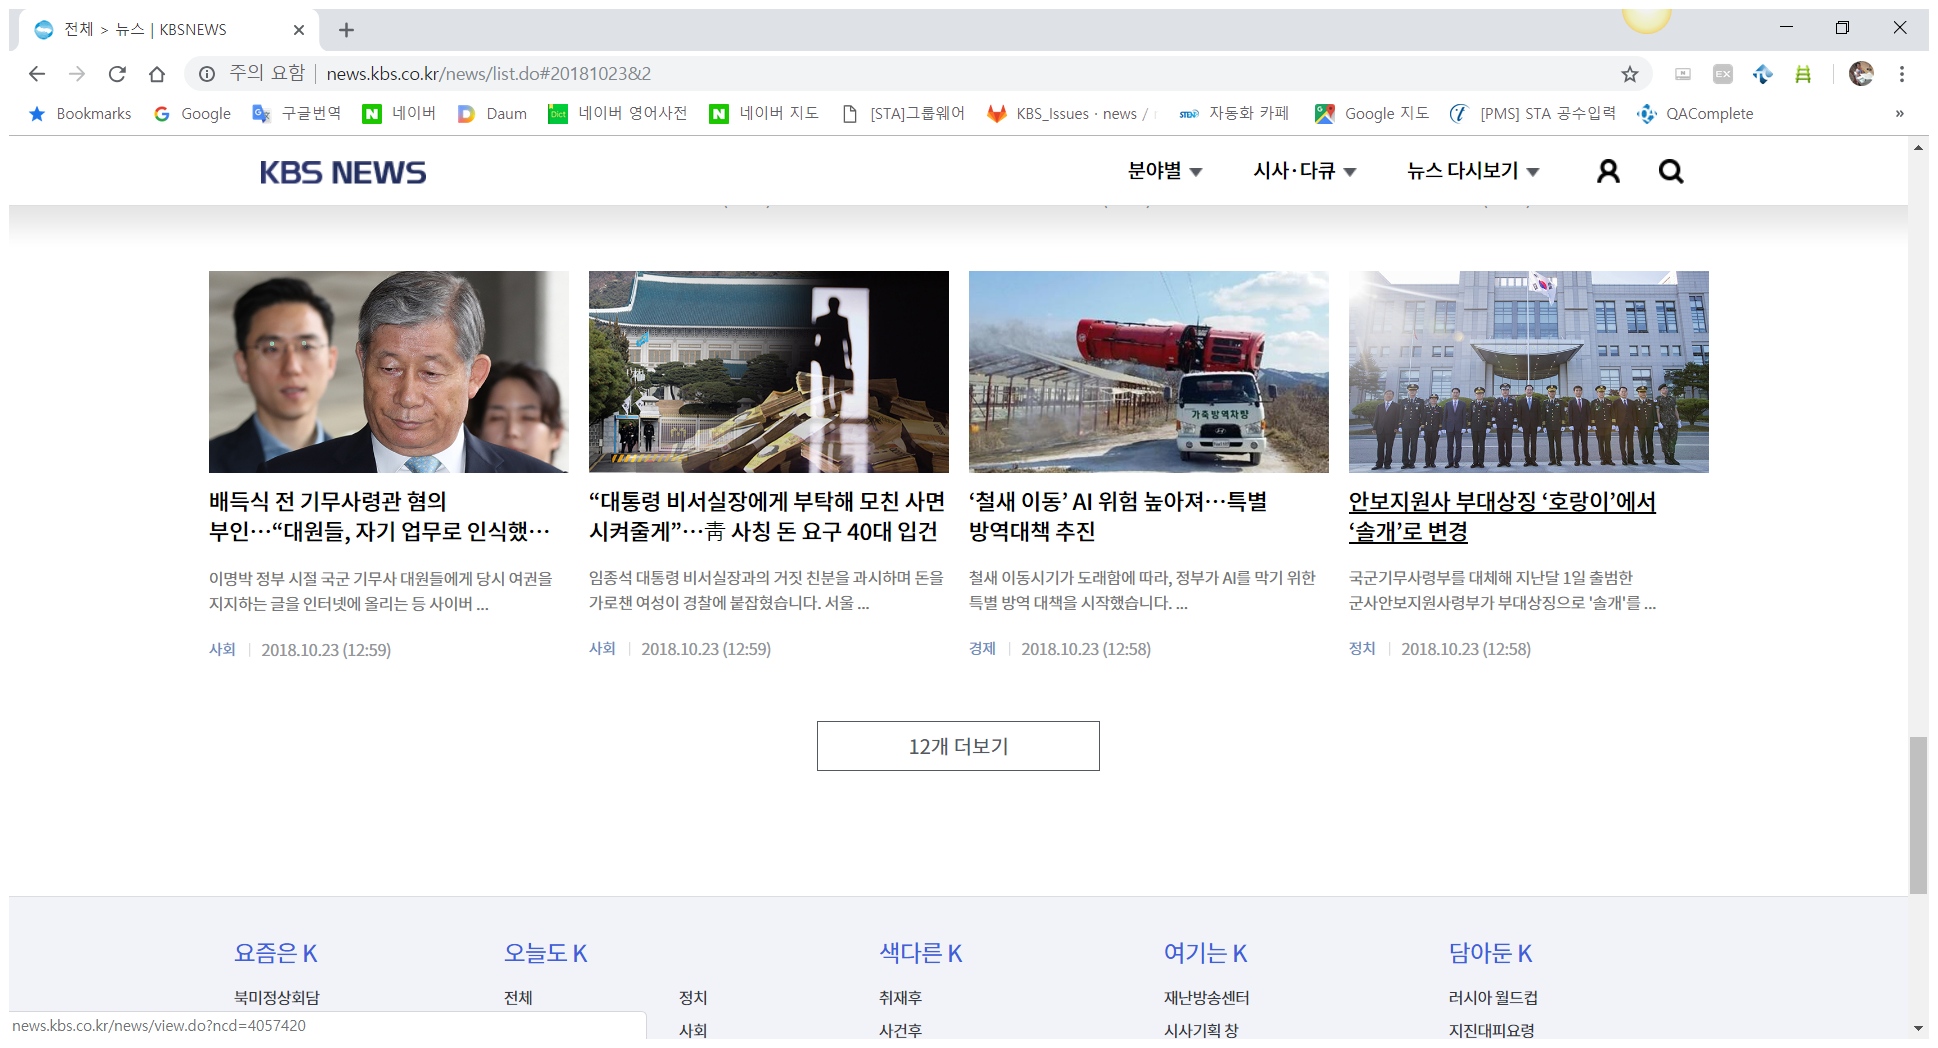 전체 > 뉴스 | KBSNEWS
주의 요함 | news.kbs.co.kr/news/list.do#20181023&2
EX
Bookmarks Google 구글번역 네이버 Daum 네이버 영어사전 네이버 지도 [STA]그룹웨어 KBS_Issues · news / 자동화 카페 Google 지도 [PMS] STA 공수입력 QAComplete »
KBS NEWS 분야별 시사·다큐 뉴스 다시보기
가축방역차량
배득식 전 기무사령관 혐의
부인…“대원들, 자기 업무로 인식했…
이명박 정부 시절 국군 기무사 대원들에게 당시 여권을
지지하는 글을 인터넷에 올리는 등 사이버 ...
사회 | 2018.10.23 (12:59)
“대통령 비서실장에게 부탁해 모친 사면
시켜줄게”…靑 사칭 돈 요구 40대 입건
임종석 대통령 비서실장과의 거짓 친분을 과시하며 돈을
가로챈 여성이 경찰에 붙잡혔습니다. 서울 ...
사회 | 2018.10.23 (12:59)
‘철새 이동’ AI 위험 높아져…특별
방역대책 추진
철새 이동시기가 도래함에 따라, 정부가 AI를 막기 위한
특별 방역 대책을 시작했습니다. ...
경제 | 2018.10.23 (12:58)
안보지원사 부대상징 ‘호랑이’에서
‘솔개’로 변경
국군기무사령부를 대체해 지난달 1일 출범한
군사안보지원사령부가 부대상징으로 '솔개'를 ...
정치 | 2018.10.23 (12:58)
12개 더보기
요즘은 K 오늘도 K 색다른 K 여기는 K 담아둔 K
북미정상회담 전체 정치 취재후 재난방송센터 러시아 월드컵
사회 사건후 시사기획 창 지진대피요령
news.kbs.co.kr/news/view.do?ncd=4057420